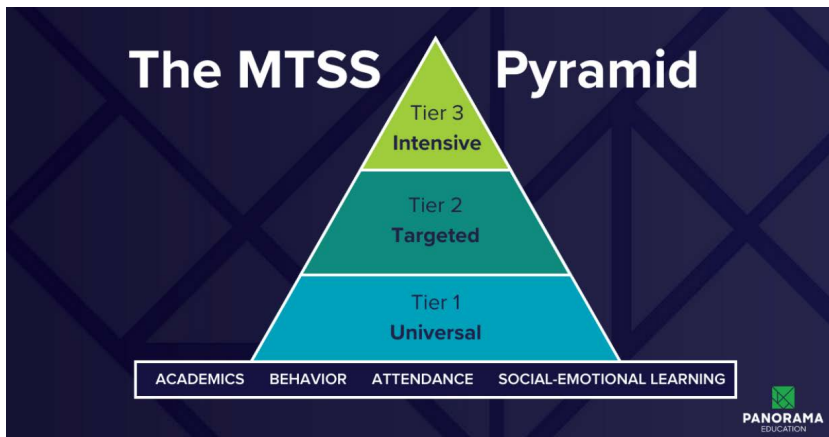 The MTSS Pyramid
Tier 3
Intensive
Tier 2
Targeted
Tier 1
Universal
ACADEMICS BEHAVIOR ATTENDANCE SOCIAL-EMOTIONAL LEARNING
PANORAMA
EDUCATION